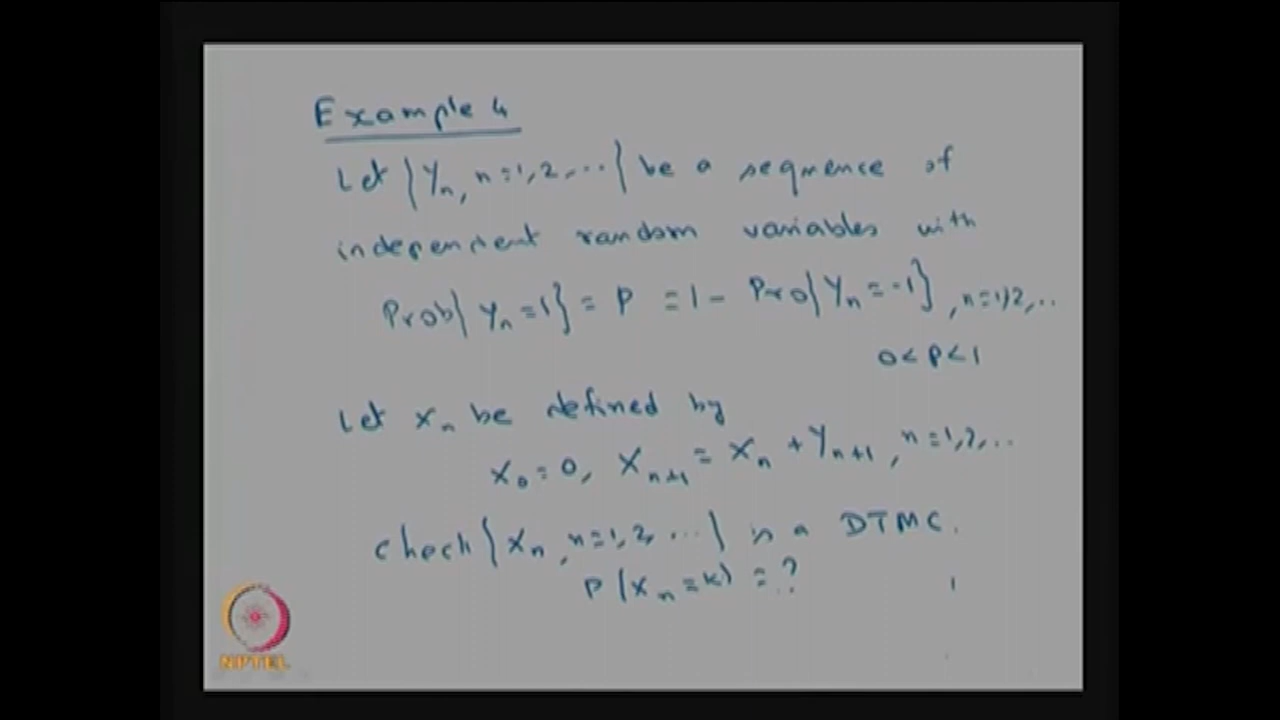 Example 4
Let {Yn, n=1,2,...} be a sequence of
independent random variables with
Prob{Yn=1} = P = 1- Pro{Yn=-1}, n=1,2,..
0<P<1
Let Xn be defined by
X0=0, Xn+1 = Xn + Yn+1, n=1,2,..
check {Xn, n=1,2,...} is a DTMC.
P(Xn=k) = ?
NPTEL